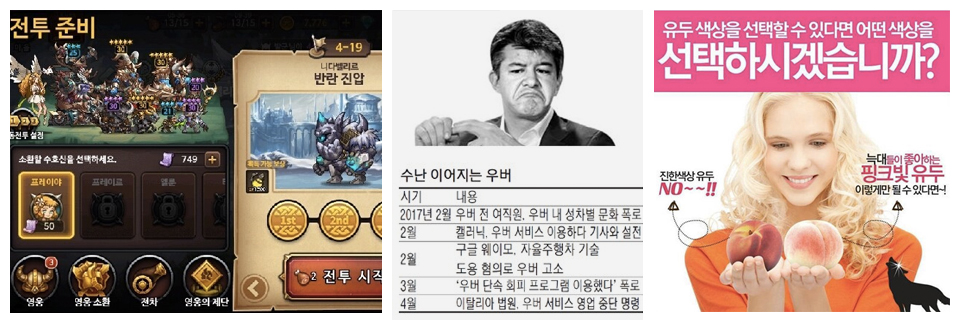 전투 준비
4-19
니다벨리르
반란 진압
동전투 설정
소환할 수호신을 선택하세요.
749
프레이야
프레이르
50
1st
2nd
3
영웅
영웅 소환
전차
영웅의 제단
2 전투 시작
수난 이어지는 우버
시기 내용
2017년 2월 우버 전 여직원, 우버 내 성차별 문화 폭로
2월 캘러닉, 우버 서비스 이용하다 기사와 설전
2월 구글 웨이모, 자율주행차 기술
도용 혐의로 우버 고소
3월 ‘우버 단속 회피 프로그램 이용했다’ 폭로
4월 이탈리아 법원, 우버 서비스 영업 중단 명령
유두 색상을 선택할 수 있다면 어떤 색상을
선택하시겠습니까?
진한색상 유두
NO~~!!
늑대들이 좋아하는
핑크빛 유두
이렇게만 될 수 있다면~!